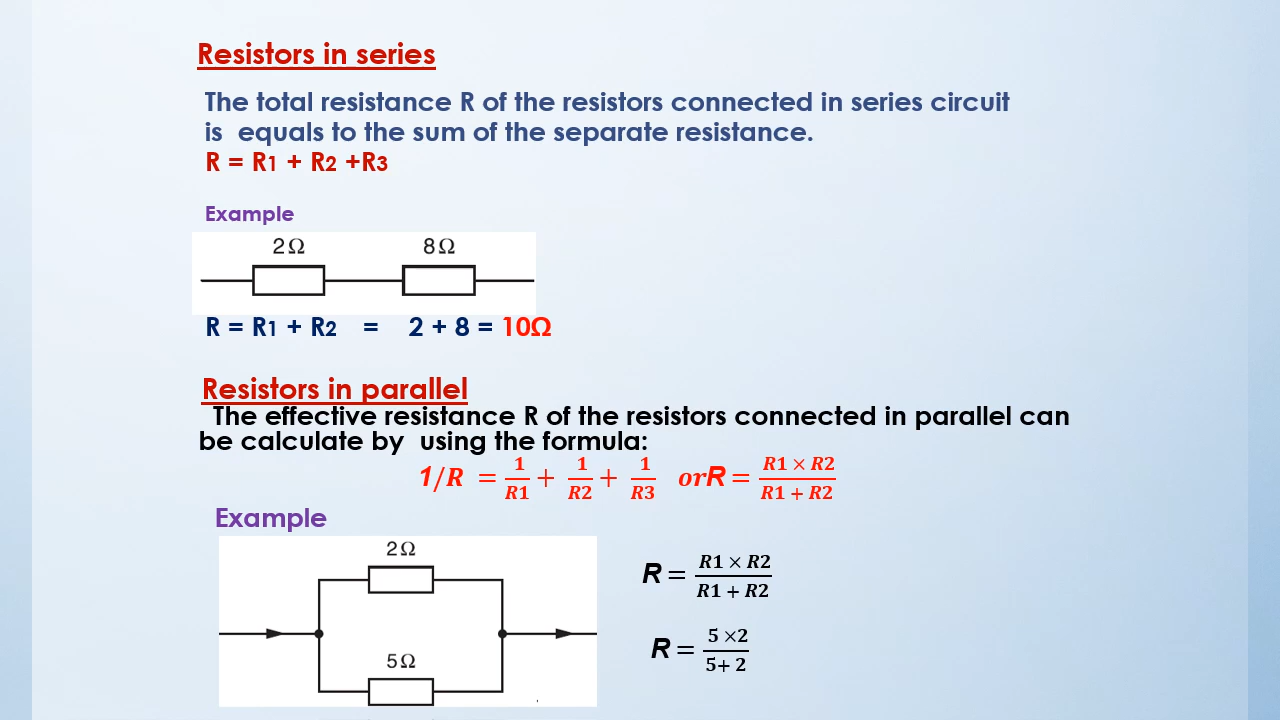 Resistors in series
The total resistance R of the resistors connected in series circuit
is equals to the sum of the separate resistance.
R = R1 + R2 +R3
Example
2Ω 8Ω
R = R1 + R2 = 2 + 8 = 10Ω
Resistors in parallel
The effective resistance R of the resistors connected in parallel can
be calculate by using the formula:
1/R = 1/R1 + 1/R2 + 1/R3 or R = (R1 × R2)/(R1 + R2)
Example
2Ω
R = (R1 × R2)/(R1 + R2)
R = (5 ×2)/(5+ 2)
5Ω